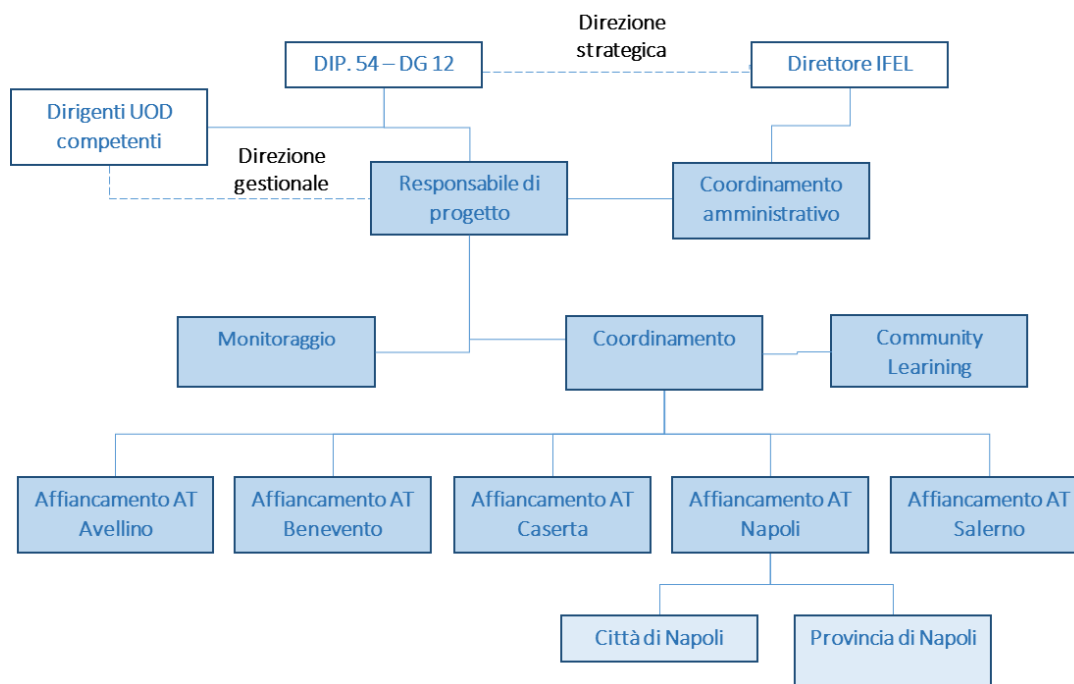 Direzione
strategica
DIP. 54 – DG 12
Direttore IFEL
Dirigenti UOD
competenti
Direzione
gestionale
Responsabile di
progetto
Coordinamento
amministrativo
Monitoraggio
Coordinamento
Community
Learining
Affiancamento AT
Avellino
Affiancamento AT
Benevento
Affiancamento AT
Caserta
Affiancamento AT
Napoli
Affiancamento AT
Salerno
Città di Napoli
Provincia di Napoli